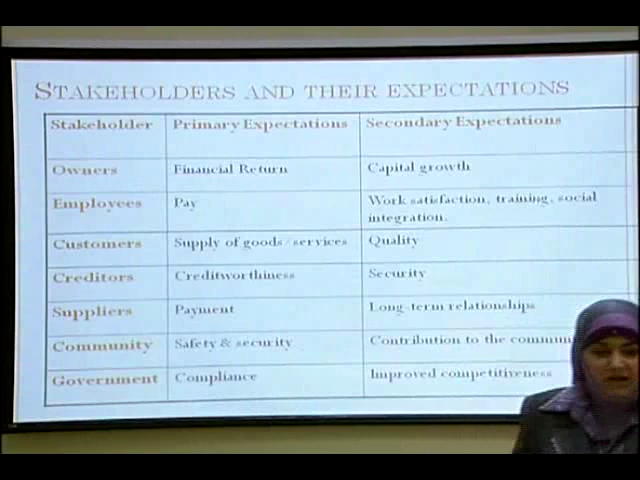 STAKEHOLDERS AND THEIR EXPECTATIONS
Stakeholder Primary Expectations Secondary Expectations
Owners Financial Return Capital growth
Employees Pay Work satisfaction, training, social
integration.
Customers Supply of goods/services Quality
Creditors Creditworthiness Security
Suppliers Payment Long-term relationships
Community Safety & security Contribution to the
Government Compliance Improved competitiveness